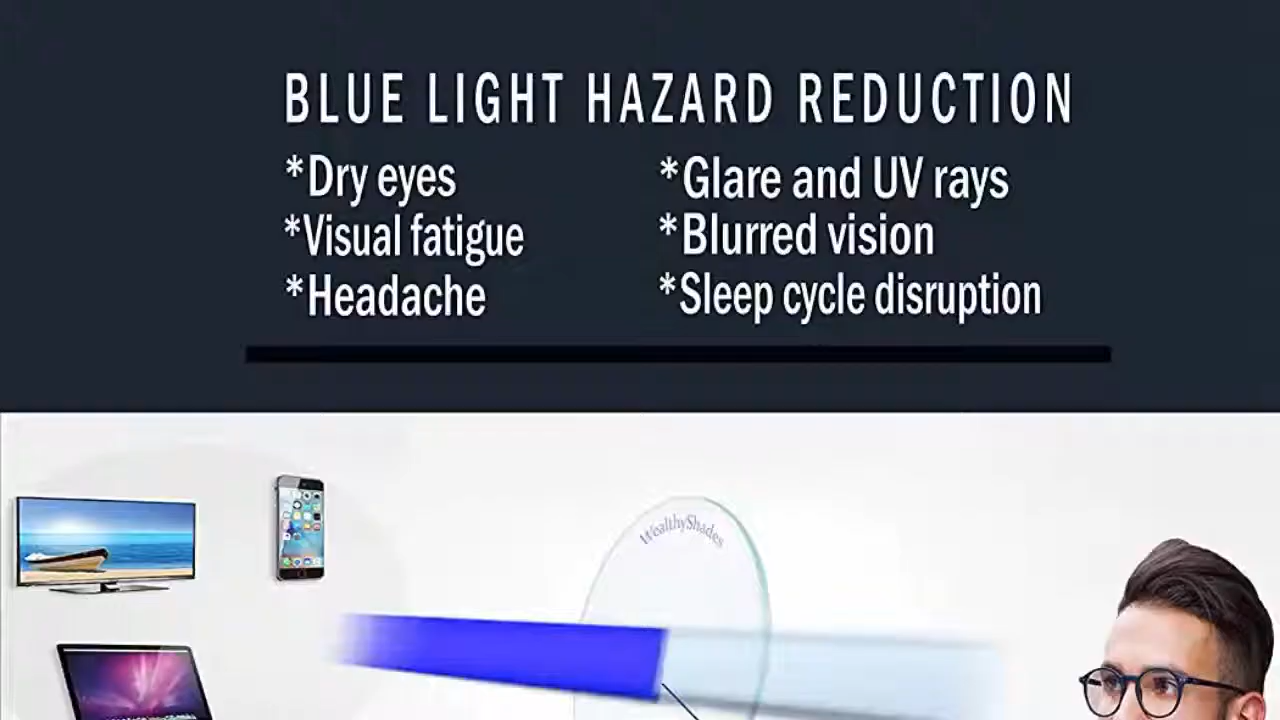 BLUE LIGHT HAZARD REDUCTION
*Dry eyes
*Visual fatigue
*Headache
*Glare and UV rays
*Blurred vision
*Sleep cycle disruption
WealthyShades